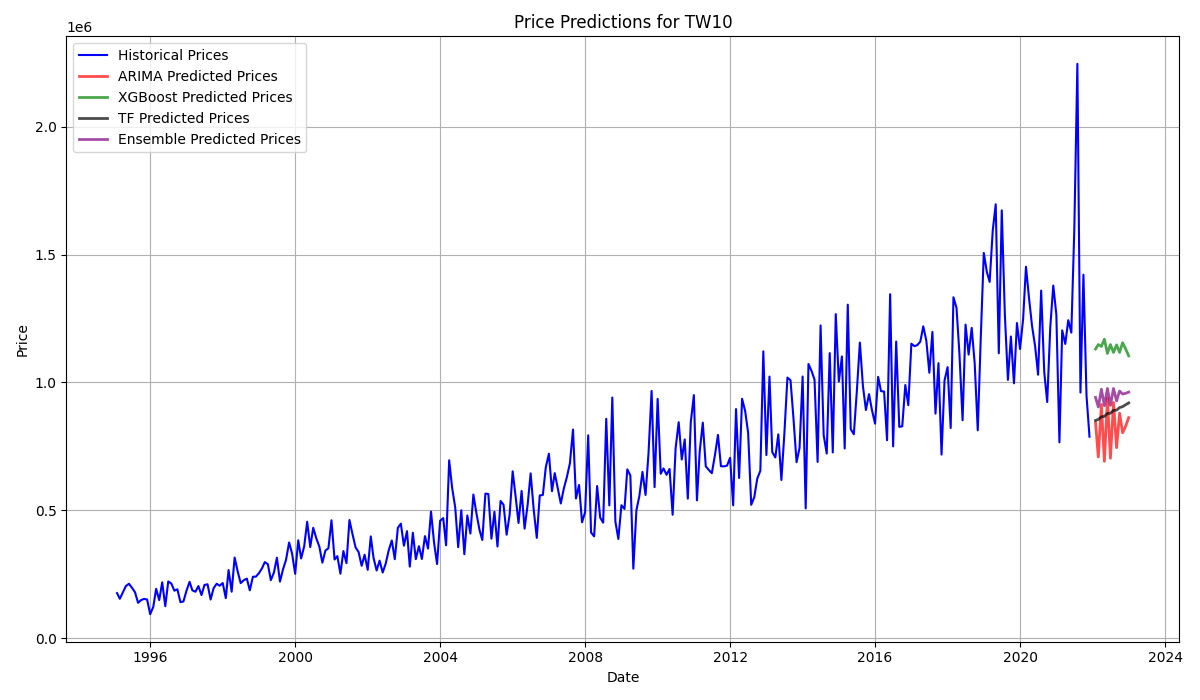 Price Predictions for TW10
1e6
Historical Prices
ARIMA Predicted Prices
XGBoost Predicted Prices
TF Predicted Prices
Ensemble Predicted Prices
2.0
1.5
1.0
0.5
0.0
Price
1996 2000 2004 2008 2012 2016 2020 2024
Date